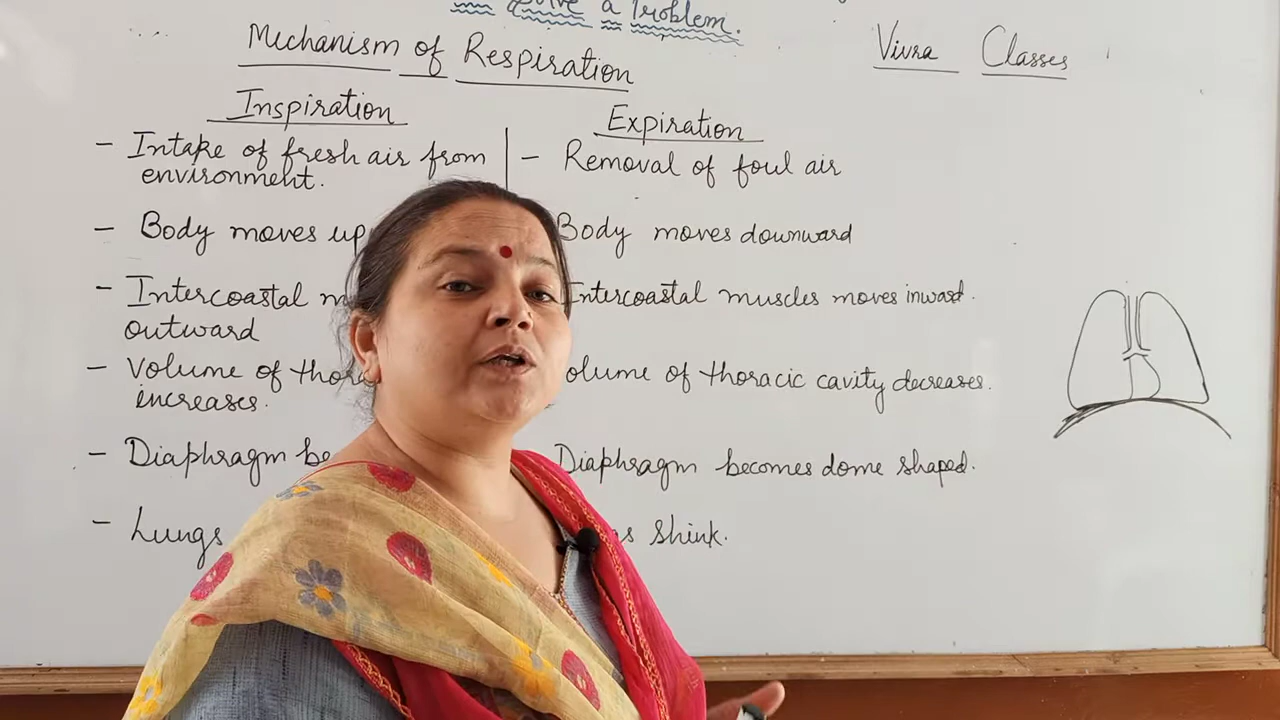 Solve a Problem.
Mechanism of Respiration
Vivra Classes
Inspiration
Expiration
- Intake of fresh air from
environment.
- Removal of foul air
- Body moves up
Body moves downward
- Intercoastal m
outward
Intercoastal muscles moves inward.
- Volume of thora
increases.
olume of thoracic cavity decreases.
- Diaphragm be
Diaphragm becomes dome shaped.
- Lungs
s shink.